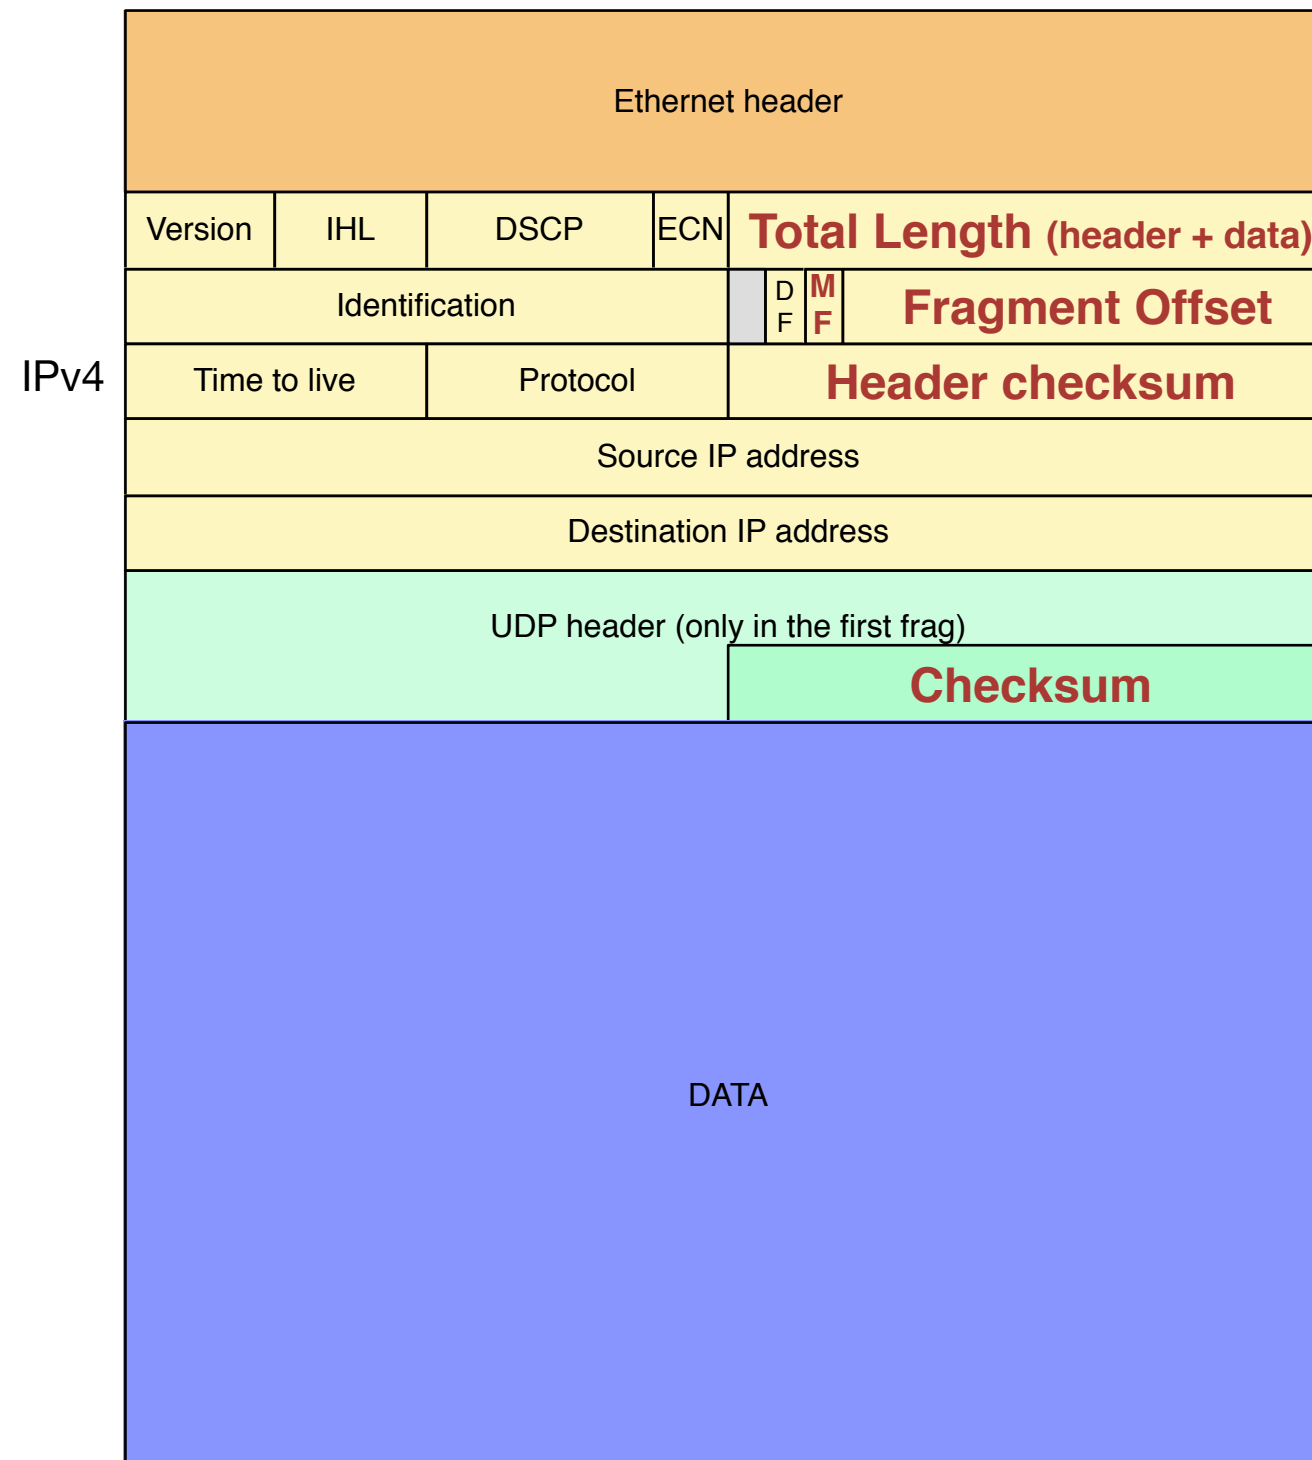 Ethernet header
Version IHL DSCP ECN Total Length (header + data)
Identification D F M F Fragment Offset
IPv4 Time to live Protocol Header checksum
Source IP address
Destination IP address
UDP header (only in the first frag)
Checksum
DATA